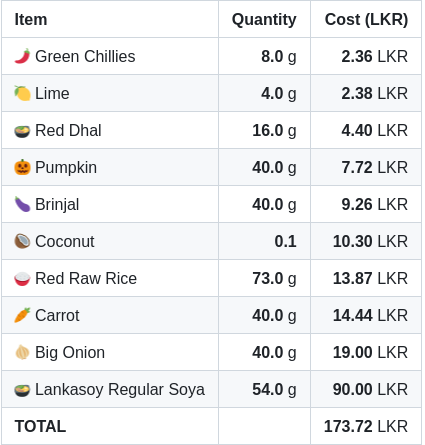 Item Quantity Cost (LKR)
Green Chillies 8.0 g 2.36 LKR
Lime 4.0 g 2.38 LKR
Red Dhal 16.0 g 4.40 LKR
Pumpkin 40.0 g 7.72 LKR
Brinjal 40.0 g 9.26 LKR
Coconut 0.1 10.30 LKR
Red Raw Rice 73.0 g 13.87 LKR
Carrot 40.0 g 14.44 LKR
Big Onion 40.0 g 19.00 LKR
Lankasoy Regular Soya 54.0 g 90.00 LKR
TOTAL 173.72 LKR